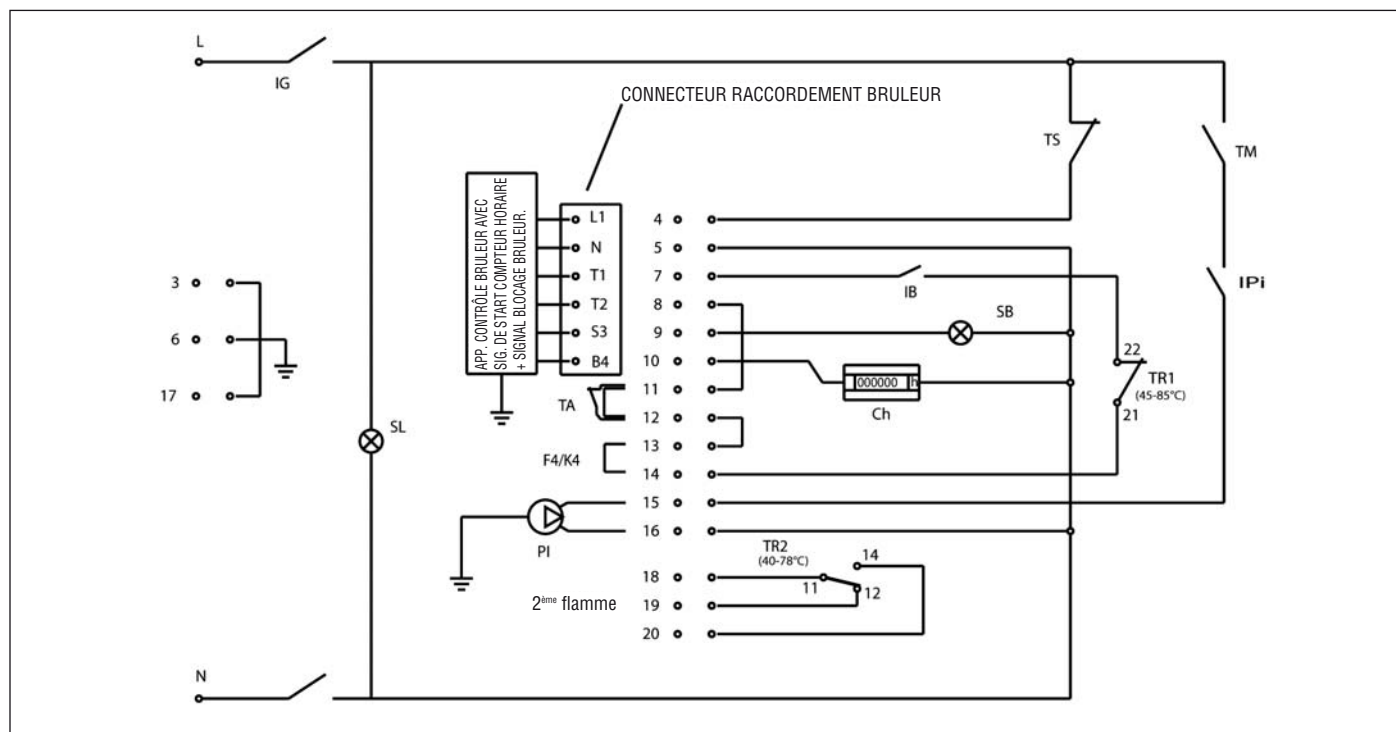 L
IG
CONNECTEUR RACCORDEMENT BRULEUR
TS
TM
APP. CONTRÔLE BRULEUR AVEC
SIG. DE START COMPTEUR HORAIRE
+ SIGNAL BLOCAGE BRULEUR.
L1
N
T1
T2
S3
B4
4
5
7
8
9
10
11
12
13
14
15
16
18
19
20
3
6
17
IB
IPi
SB
22
TR1
(45-85°C)
21
000000 h
Ch
TA
SL
F4/K4
PI
TR2
(40-78°C)
14
11
12
2ème flamme
N